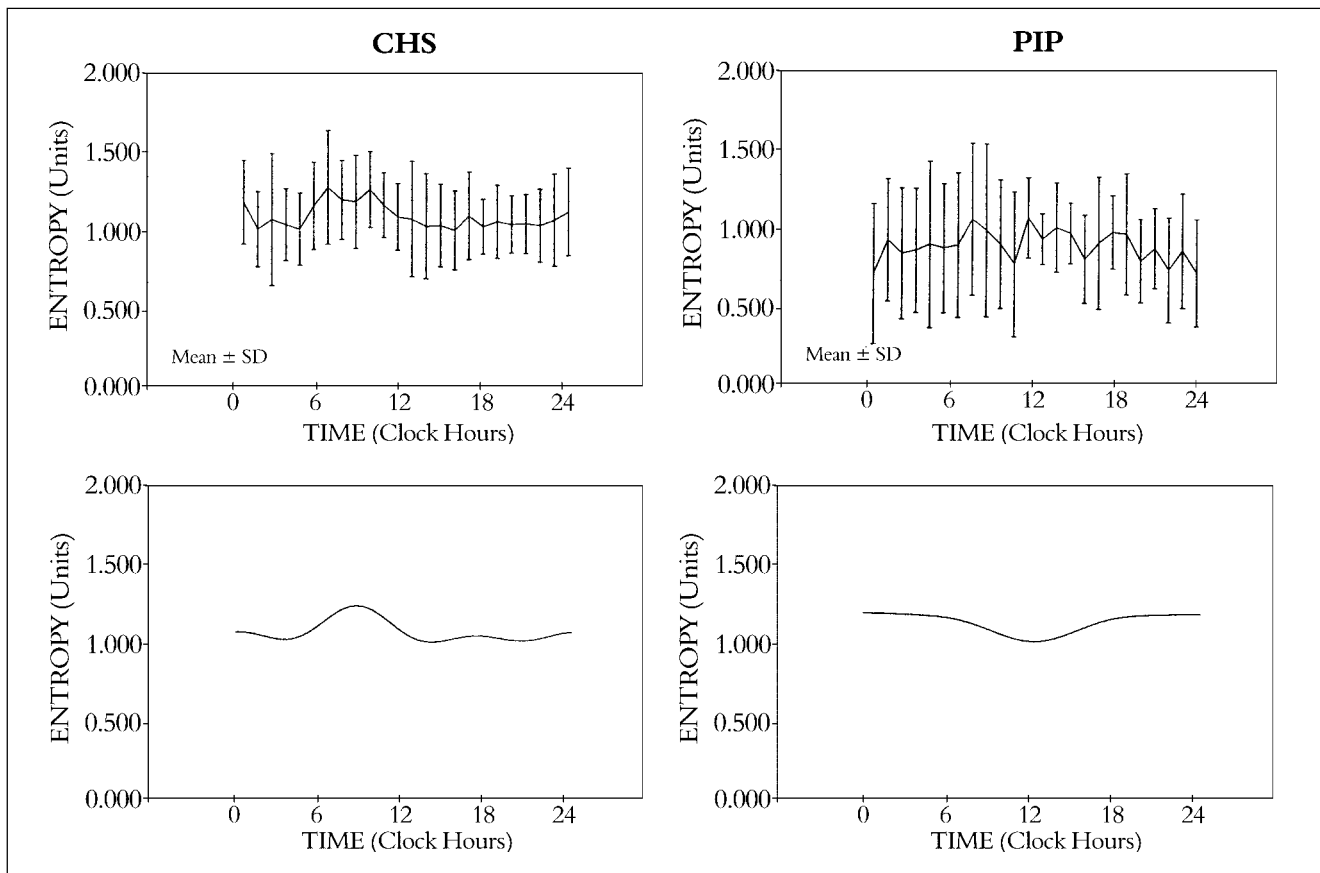 CHS
2.000
1.500
1.000
0.500
0.000
ENTROPY (Units)
Mean ± SD
0 6 12 18 24
TIME (Clock Hours)
PIP
2.000
1.500
1.000
0.500
0.000
ENTROPY (Units)
Mean ± SD
0 6 12 18 24
TIME (Clock Hours)
2.000
1.500
1.000
0.500
0.000
ENTROPY (Units)
0 6 12 18 24
TIME (Clock Hours)
2.000
1.500
1.000
0.500
0.000
ENTROPY (Units)
0 6 12 18 24
TIME (Clock Hours)